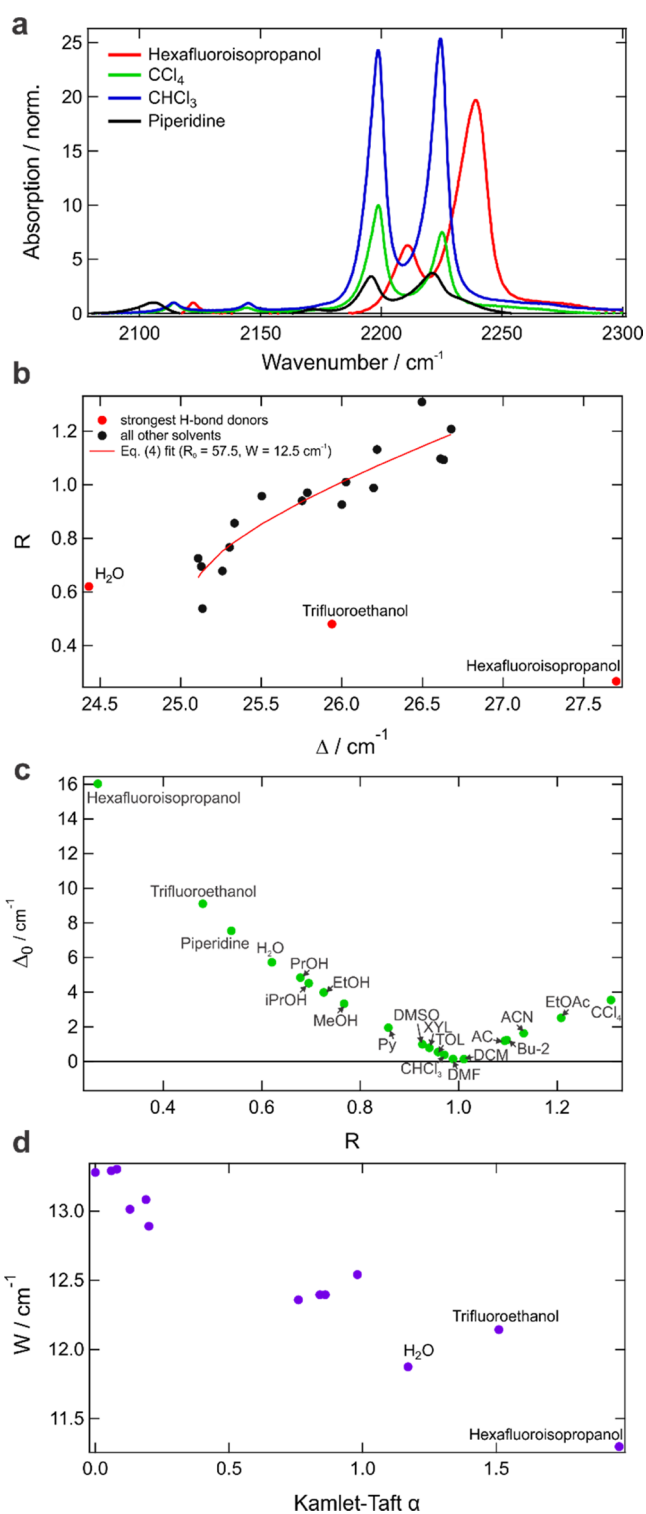 a
Absorption / norm.
25
20
15
10
5
0
Hexafluoroisopropanol
CCl4
CHCl3
Piperidine
2100
2150
2200
2250
2300
Wavenumber / cm-1
b
R
1.2
1.0
0.8
0.6
0.4
strongest H-bond donors
all other solvents
Eq. (4) fit (R0 = 57.5, W = 12.5 cm-1)
H2O
Trifluoroethanol
Hexafluoroisopropanol
24.5
25.0
25.5
26.0
26.5
27.0
27.5
Δ / cm-1
c
Δ0 / cm-1
16
14
12
10
8
6
4
2
0
Hexafluoroisopropanol
Trifluoroethanol
Piperidine
H2O
PrOH
iPrOH
EtOH
MeOH
Py
DMSO
XYL
TOL
CHCl3
DMF
DCM
AC
ACN
Bu-2
EtOAc
CCl4
0.4
0.6
0.8
1.0
1.2
R
d
W / cm-1
13.0
12.5
12.0
11.5
Trifluoroethanol
H2O
Hexafluoroisopropanol
0.0
0.5
1.0
1.5
Kamlet-Taft α